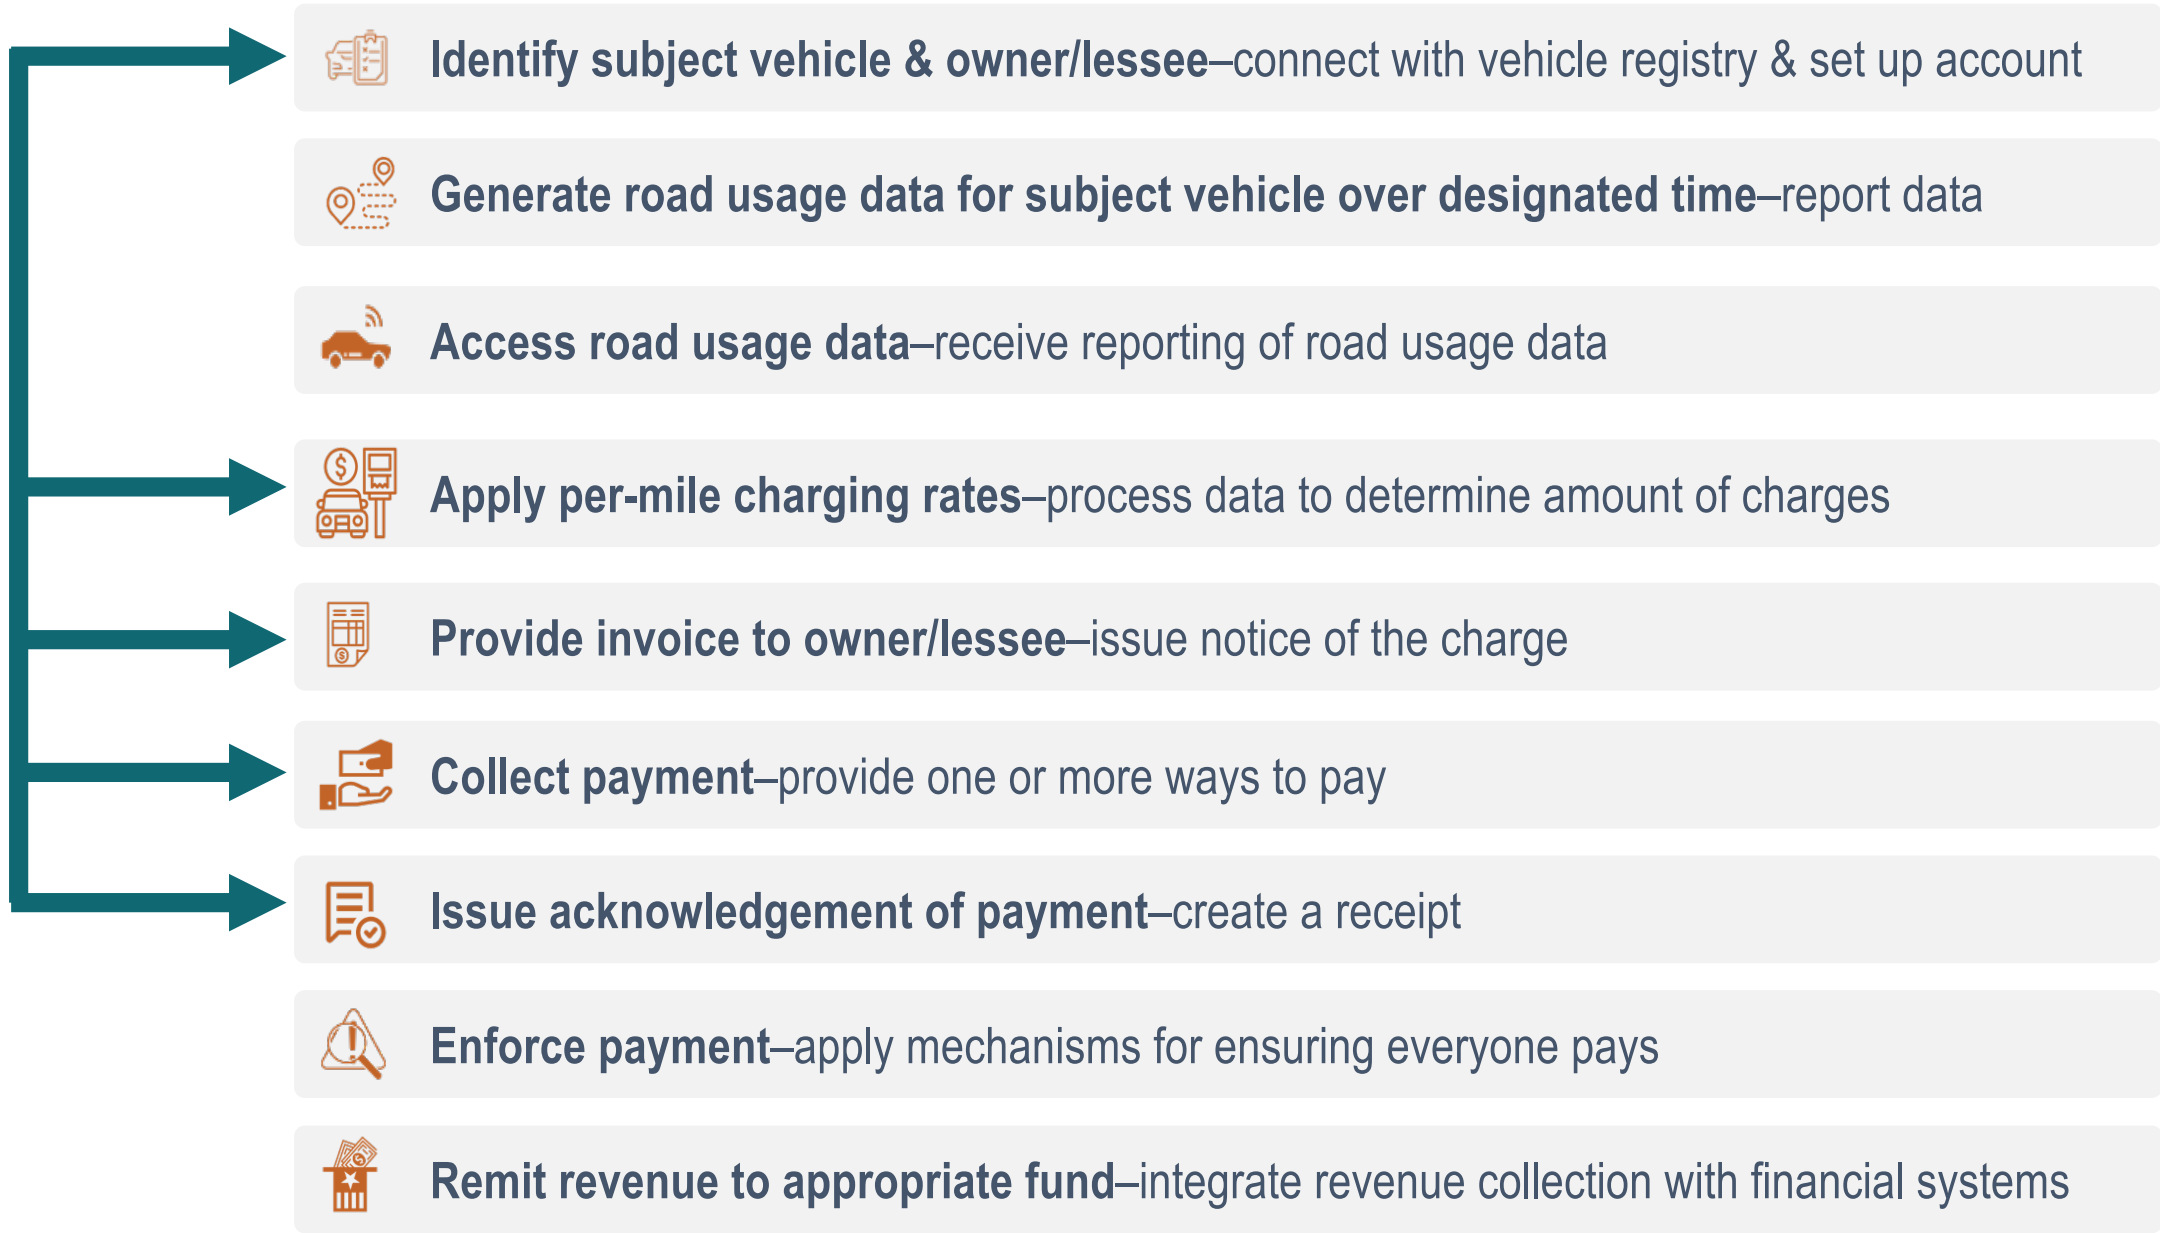 Identify subject vehicle & owner/lessee–connect with vehicle registry & set up account
Generate road usage data for subject vehicle over designated time–report data
Access road usage data–receive reporting of road usage data
Apply per-mile charging rates–process data to determine amount of charges
Provide invoice to owner/lessee–issue notice of the charge
Collect payment–provide one or more ways to pay
Issue acknowledgement of payment–create a receipt
Enforce payment–apply mechanisms for ensuring everyone pays
Remit revenue to appropriate fund–integrate revenue collection with financial systems